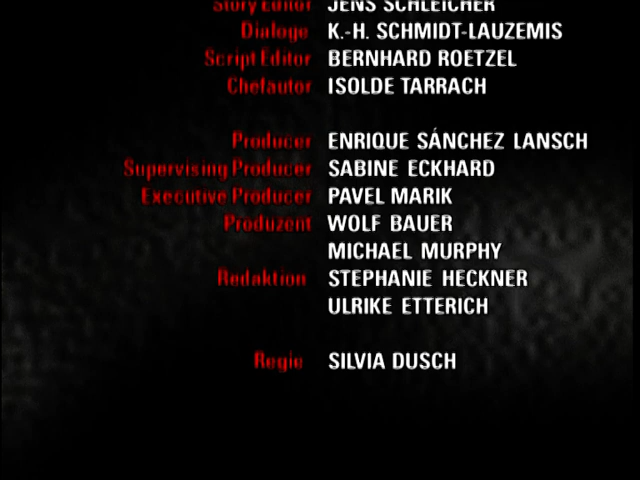 Story Editor JENS SCHLEICHER
Dialoge K.-H. SCHMIDT-LAUZEMIS
Script Editor BERNHARD ROETZEL
Chefautor ISOLDE TARRACH
Producer ENRIQUE SÁNCHEZ LANSCH
Supervising Producer SABINE ECKHARD
Executive Producer PAVEL MARIK
Produzent WOLF BAUER
MICHAEL MURPHY
Redaktion STEPHANIE HECKNER
ULRIKE ETTERICH
Regie SILVIA DUSCH